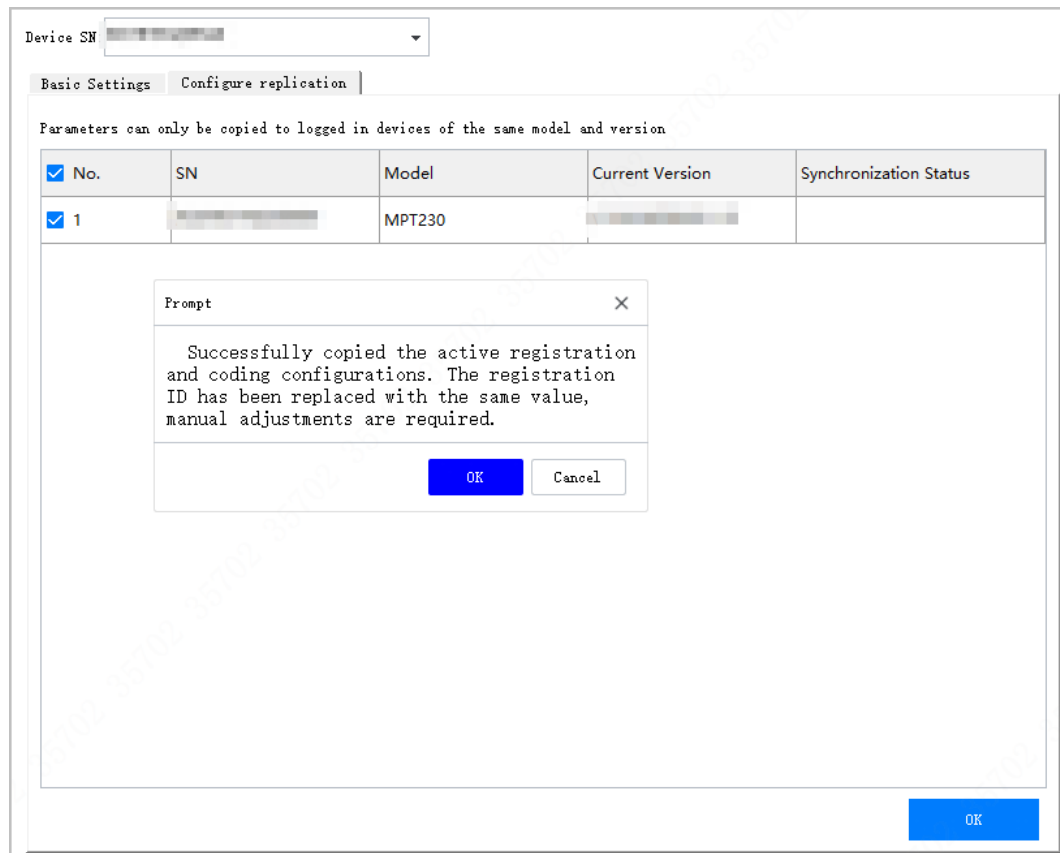 Device SN
Basic Settings Configure replication
Parameters can only be copied to logged in devices of the same model and version
No. SN Model Current Version Synchronization Status
1 MPT230
Prompt
Successfully copied the active registration
and coding configurations. The registration
ID has been replaced with the same value,
manual adjustments are required.
OK Cancel
OK